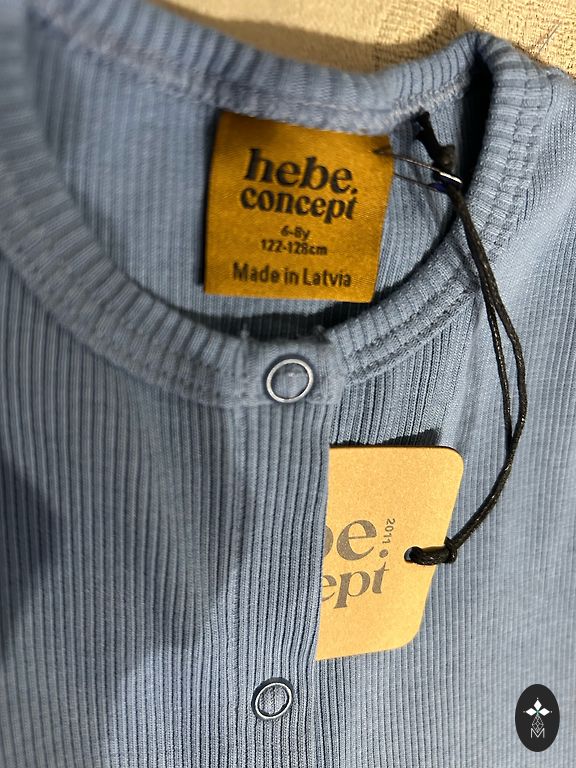 hebe.
concept
6-8y
122-128cm
Made in Latvia
be.
2011
ept
M